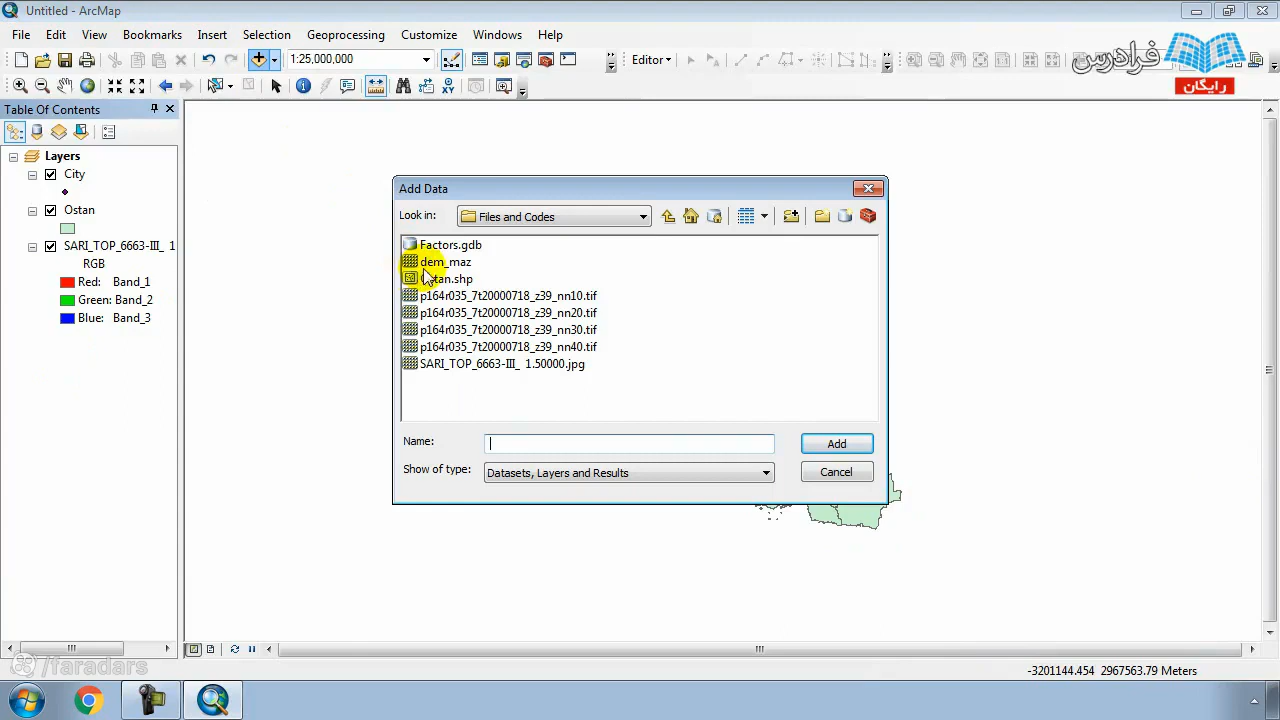 Untitled - ArcMap
File Edit View Bookmarks Insert Selection Geoprocessing Customize Windows Help
1:25,000,000
Editor
فرادرس
رایگان
Table Of Contents
Layers
City
Ostan
SARI_TOP_6663-III_ 1
RGB
Red: Band_1
Green: Band_2
Blue: Band_3
Add Data
Look in: Files and Codes
Factors.gdb
dem_maz
stan.shp
p164r035_7t20000718_z39_nn10.tif
p164r035_7t20000718_z39_nn20.tif
p164r035_7t20000718_z39_nn30.tif
p164r035_7t20000718_z39_nn40.tif
SARI_TOP_6663-III_ 1.50000.jpg
Name:
Add
Show of type: Datasets, Layers and Results
Cancel
/faradars
-3201144.454 2967563.79 Meters